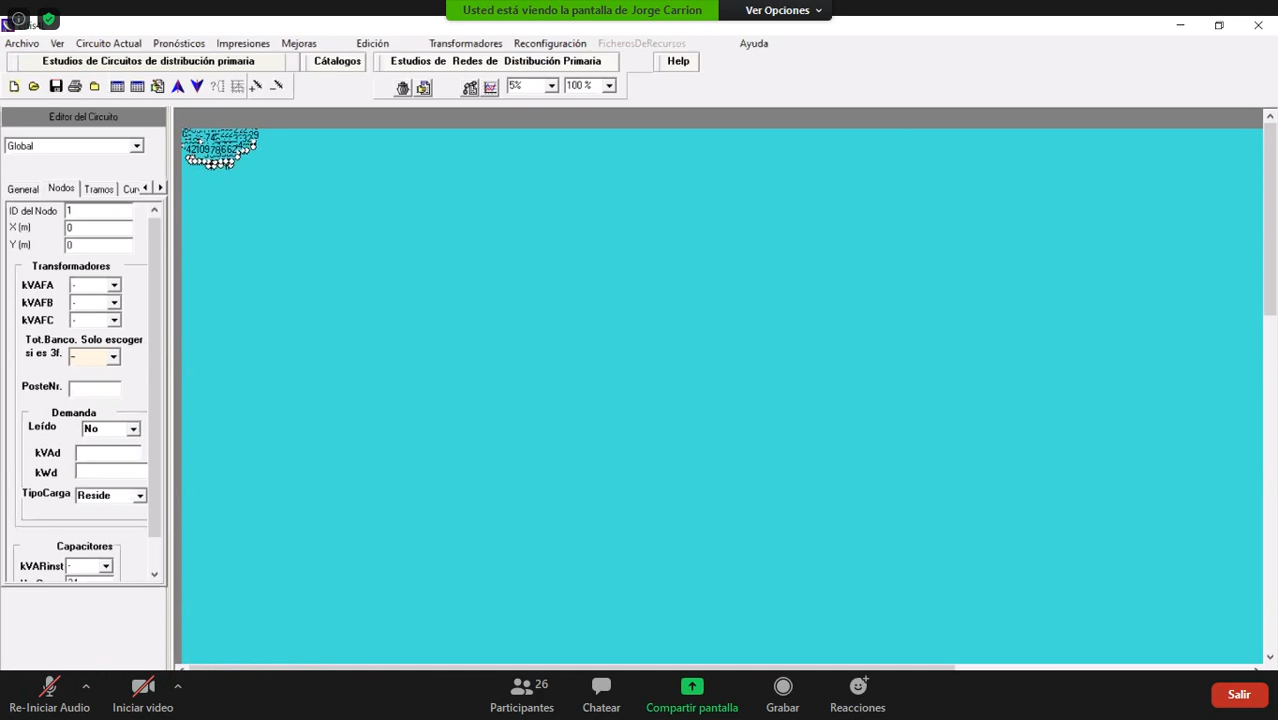 Usted está viendo la pantalla de Jorge Carrion
Ver Opciones
Archivo Ver Circuito Actual Pronósticos Impresiones Mejoras Edición Transformadores Reconfiguración FicherosDeRecursos Ayuda
Estudios de Circuitos de distribución primaria Cátalogos Estudios de Redes de Distribución Primaria Help
5% 100 %
Editor del Circuito
Global
General Nodos Tramos
ID del Nodo 1
X (m) 0
Y (m) 0
Transformadores
kVAFA -
kVAFB -
kVAFC -
Tot.Banco. Solo escoger
si es 3f. -
PosteNr.
Demanda
Leído No
kVAd
kWd
TipoCarga Reside
Capacitores
kVARinst -
Re-Iniciar Audio
Iniciar video
26
Participantes
Chatear
Compartir pantalla
Grabar
Reacciones
Salir